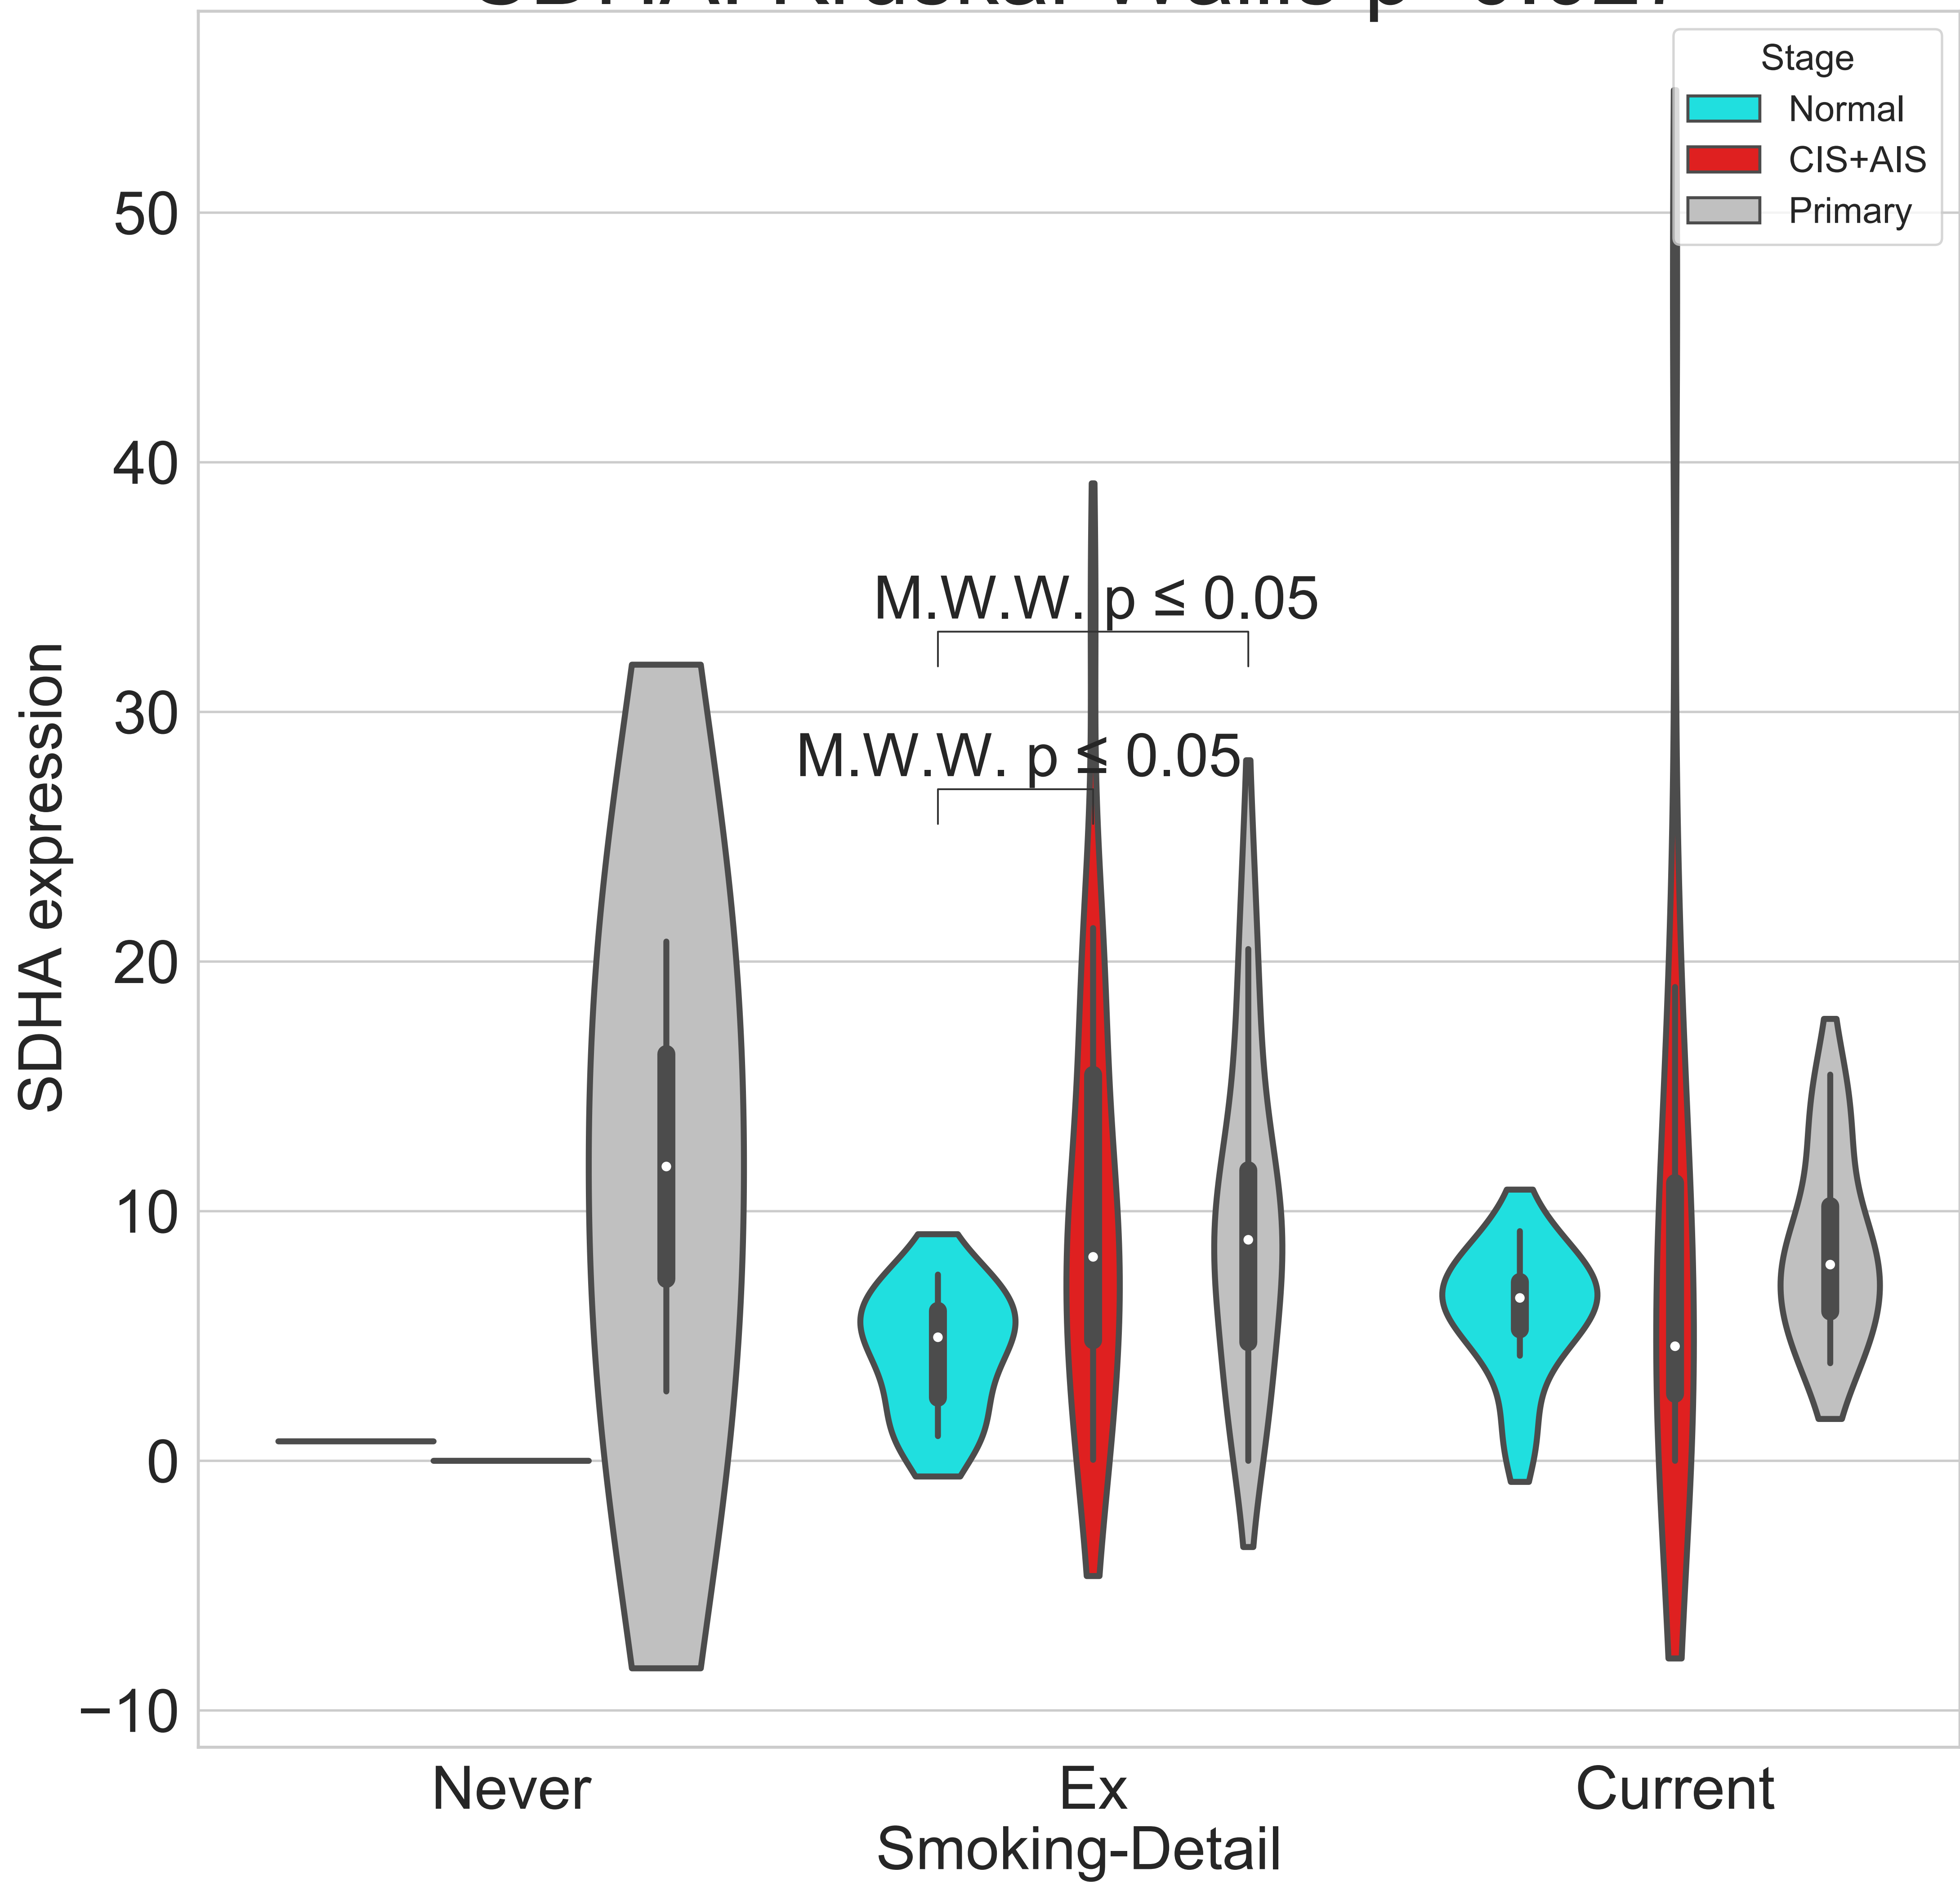 Stage
Normal
CIS+AIS
Primary
50
40
30
20
10
0
−10
SDHA expression
M.W.W. p ≤ 0.05
M.W.W. p ≤ 0.05
Never
Ex
Current
Smoking-Detail